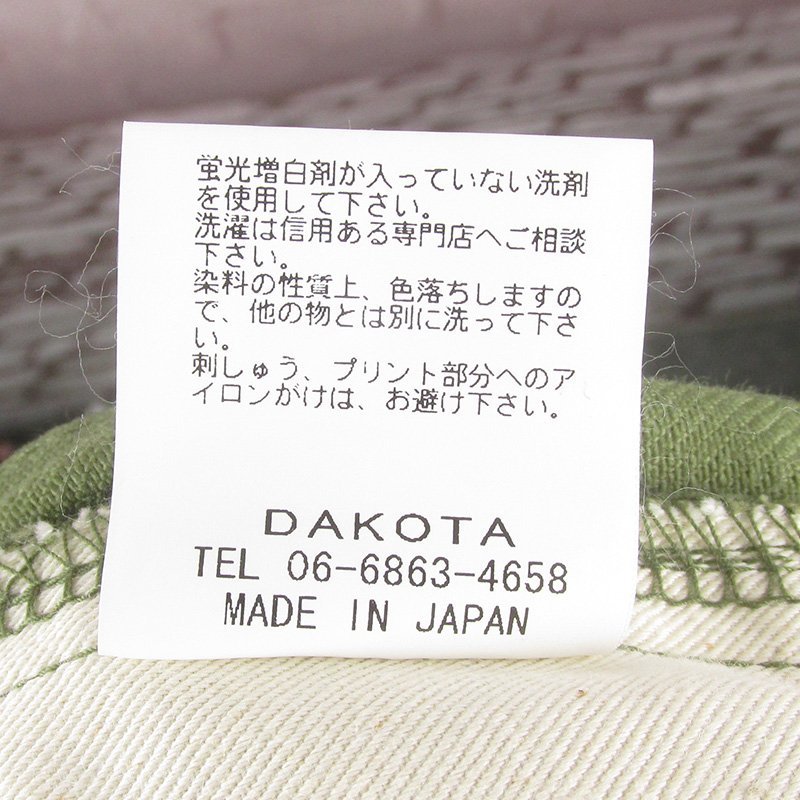 蛍光増白剤が入っていない洗剤
を使用して下さい。
洗濯は信用ある専門店へご相談
下さい。
染料の性質上、色落ちしますの
で、他の物とは別に洗って下さ
い。
刺しゅう、プリント部分へのア
イロンがけは、お避け下さい。
DAKOTA
TEL 06-6863-4658
MADE IN JAPAN